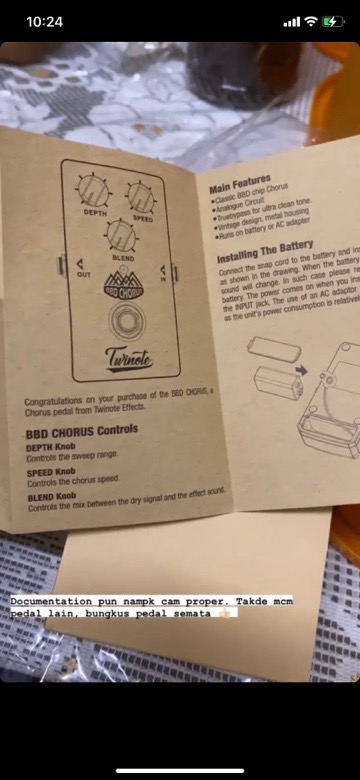 10:24
DEPTH
SPEED
BLEND
OUT
IN
BBD CHORUS
Twinote
Congratulations on your purchase of the BBD CHORUS, a
Chorus pedal from Twinote Effects.
BBD CHORUS Controls
DEPTH Knob
Controls the sweep range.
SPEED Knob
Controls the chorus speed.
BLEND Knob
Controls the mix between the dry signal and the effect sound.
Main Features
•Classic BBD chip Chorus
•Analogue Circuit
•Truebypass for ultra clean tone.
•Vintage design, metal housing
•Runs on battery or AC adapter
Installing The Battery
Connect the snap cord to the battery and
as shown in the drawing. When the battery
sound will change. In such case please
battery. The power comes on when you
the INPUT jack. The use of an AC adaptor
as the unit's power consumption is
Documentation pun nampk cam proper. Takde mcm
pedal lain, bungkus pedal semata 👍🏻